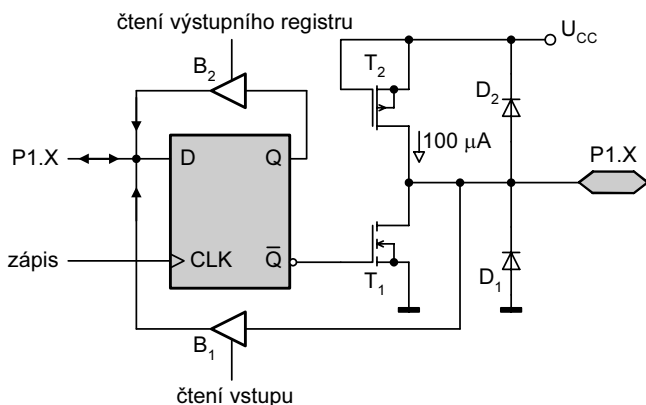 čtení výstupního registru
B2
T2
UCC
D2
100 μA
P1.X
D
Q
P1.X
zápis
CLK
Q̅
T1
D1
B1
čtení vstupu